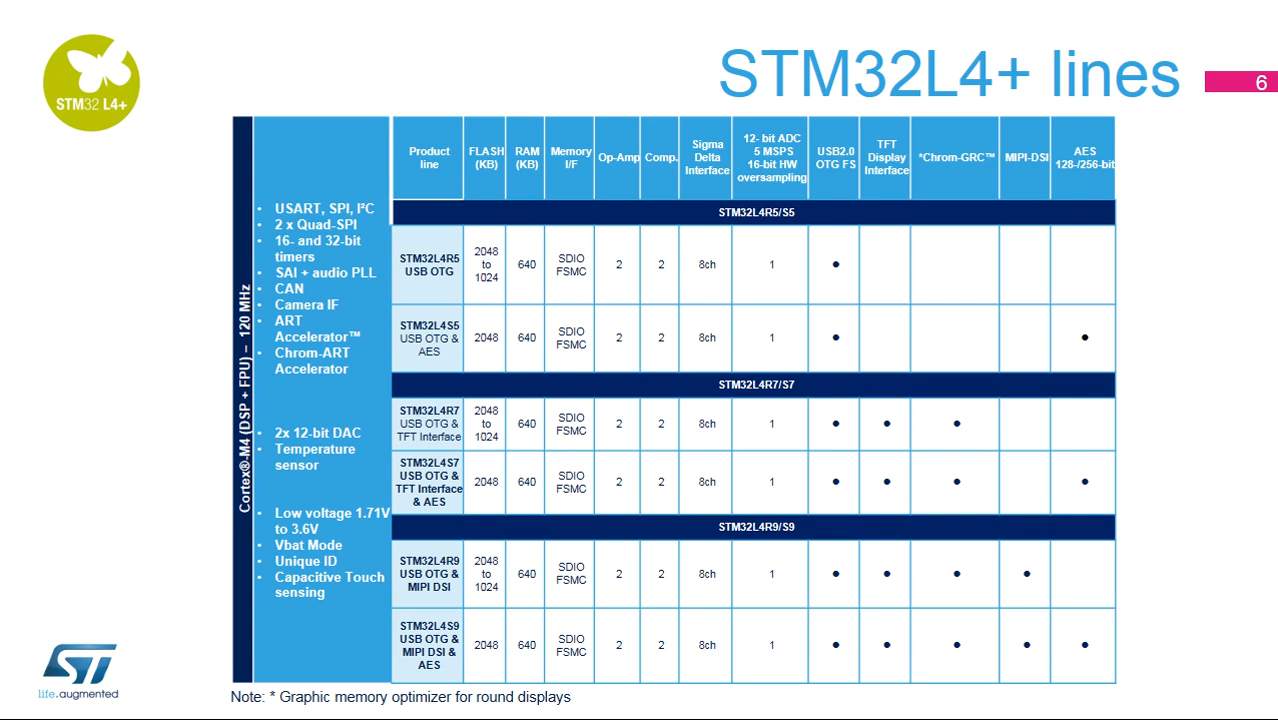 STM32 L4+
STM32L4+ lines
6
Cortex®-M4 (DSP + FPU) – 120 MHz
• USART, SPI, I²C
• 2 x Quad-SPI
• 16- and 32-bit
timers
• SAI + audio PLL
• CAN
• Camera IF
• ART
Accelerator™
• Chrom-ART
Accelerator
• 2x 12-bit DAC
• Temperature
sensor
• Low voltage 1.71V
to 3.6V
• Vbat Mode
• Unique ID
• Capacitive Touch
sensing
Product
line
FLASH
(KB)
RAM
(KB)
Memory
I/F
Op-Amp
Comp.
Sigma
Delta
Interface
12- bit ADC
5 MSPS
16-bit HW
oversampling
USB2.0
OTG FS
TFT
Display
Interface
*Chrom-GRC™
MIPI-DSI
AES
128-/256-bit
STM32L4R5/S5
STM32L4R5
USB OTG
2048
to
1024
640
SDIO
FSMC
2
2
8ch
1
●
STM32L4S5
USB OTG &
AES
2048
640
SDIO
FSMC
2
2
8ch
1
●
●
STM32L4R7/S7
STM32L4R7
USB OTG &
TFT Interface
2048
to
1024
640
SDIO
FSMC
2
2
8ch
1
●
●
●
STM32L4S7
USB OTG &
TFT Interface
& AES
2048
640
SDIO
FSMC
2
2
8ch
1
●
●
●
●
STM32L4R9/S9
STM32L4R9
USB OTG &
MIPI DSI
2048
to
1024
640
SDIO
FSMC
2
2
8ch
1
●
●
●
●
STM32L4S9
USB OTG &
MIPI DSI &
AES
2048
640
SDIO
FSMC
2
2
8ch
1
●
●
●
●
●
ST
life.augmented
Note: * Graphic memory optimizer for round displays